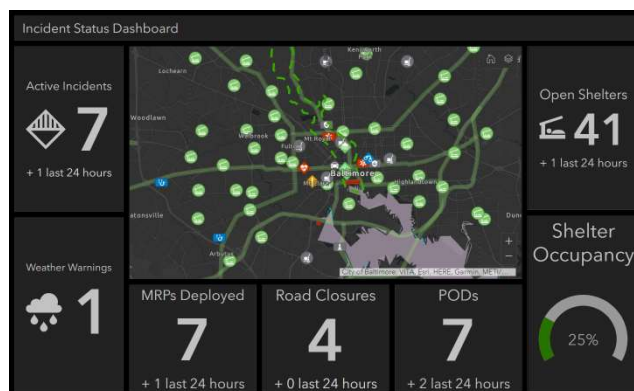 Incident Status Dashboard
Active Incidents
7
+ 1 last 24 hours
Weather Warnings
1
Kenilworth
Lochearn
Woodlawn
Baltimore
Highlandtown
atonsville
Arbutus
Dun
+
−
City of Baltimore, VITA, Esri, HERE, Garmin, METI/...
MRPs Deployed
7
+ 1 last 24 hours
Road Closures
4
+ 0 last 24 hours
PODs
7
+ 2 last 24 hours
Open Shelters
41
+ 1 last 24 hours
Shelter
Occupancy
25%